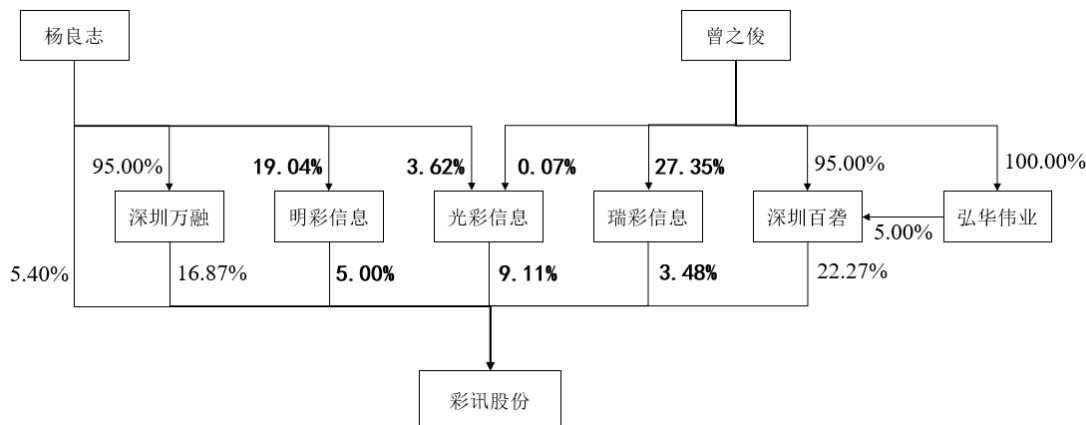 杨良志
曾之俊
95.00%
19.04%
3.62%
0.07%
27.35%
95.00%
100.00%
深圳万融
明彩信息
光彩信息
瑞彩信息
深圳百砻
弘华伟业
5.00%
5.40%
16.87%
5.00%
9.11%
3.48%
22.27%
彩讯股份